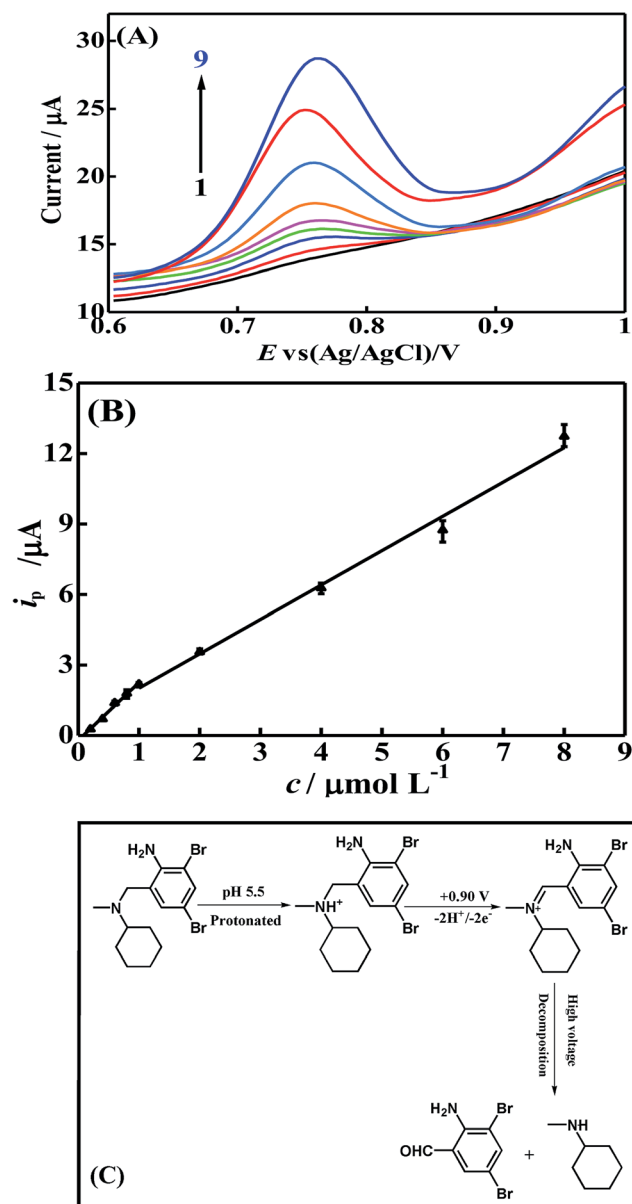 (A)
30
25
20
15
10
Current / μA
9
1
0.6
0.7
0.8
0.9
1
E vs(Ag/AgCl)/V
(B)
15
12
9
6
3
0
i_p /μA
0
1
2
3
4
5
6
7
8
9
c / μmol L⁻¹
H₂N
Br
Br
N
pH 5.5
Protonated
H₂N
Br
Br
NH⁺
+0.90 V
-2H⁺/-2e⁻
H₂N
Br
Br
N⁺
High voltage
Decomposition
H₂N
Br
OHC
Br
+
NH
(C)